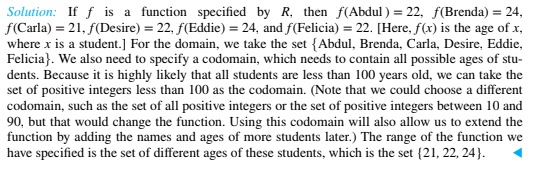 Solution: If f is a function specified by R, then f(Abdul) = 22, f(Brenda) = 24,
f(Carla) = 21, f(Desire) = 22, f(Eddie) = 24, and f(Felicia) = 22. [Here, f(x) is the age of x,
where x is a student.] For the domain, we take the set {Abdul, Brenda, Carla, Desire, Eddie,
Felicia}. We also need to specify a codomain, which needs to contain all possible ages of stu-
dents. Because it is highly likely that all students are less than 100 years old, we can take the
set of positive integers less than 100 as the codomain. (Note that we could choose a different
codomain, such as the set of all positive integers or the set of positive integers between 10 and
90, but that would change the function. Using this codomain will also allow us to extend the
function by adding the names and ages of more students later.) The range of the function we
have specified is the set of different ages of these students, which is the set {21, 22, 24}.